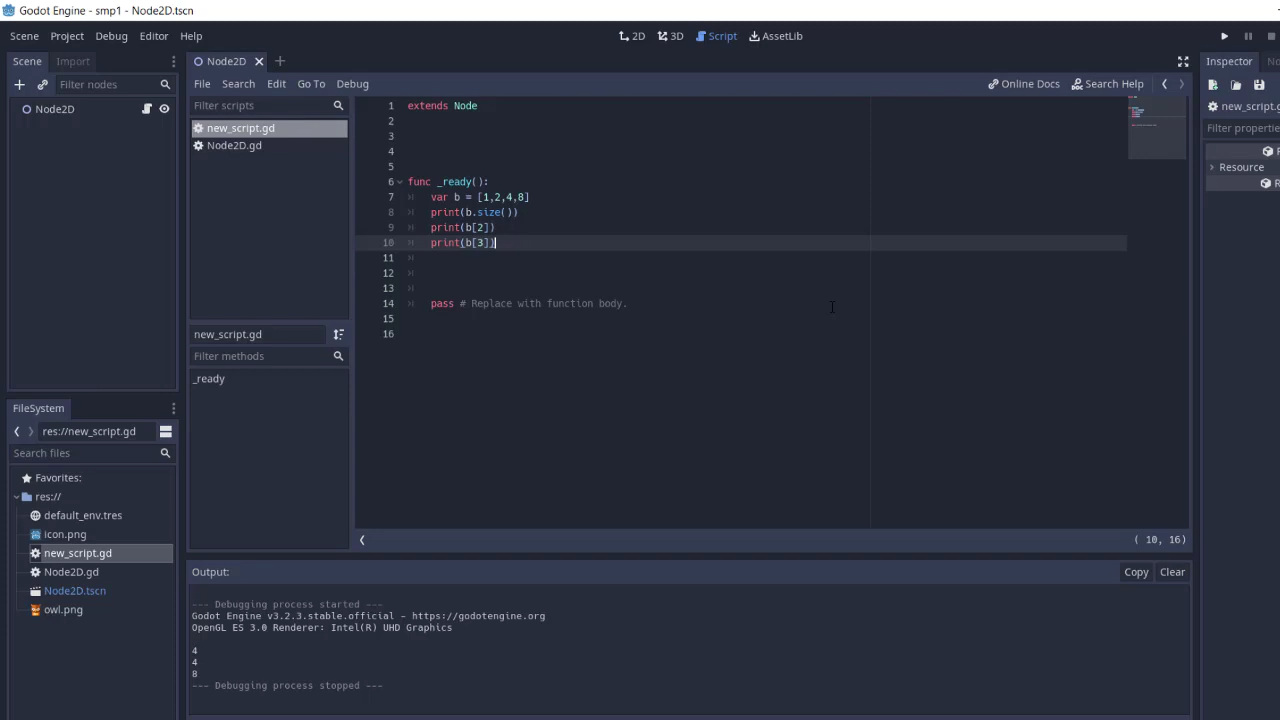 Godot Engine - smp1 - Node2D.tscn
Scene Project Debug Editor Help
2D 3D Script AssetLib
Scene Import
Filter nodes
Node2D
Node2D
File Search Edit Go To Debug
Online Docs Search Help
Filter scripts
new_script.gd
Node2D.gd
new_script.gd
Filter methods
_ready
1 extends Node
2
3
4
5
6 func _ready():
7 var b = [1,2,4,8]
8 print(b.size())
9 print(b[2])
10 print(b[3])
11
12
13
14 pass # Replace with function body.
15
16
( 10, 16)
Inspector
new_script.g
Filter properti
Resource
FileSystem
res://new_script.gd
Search files
Favorites:
res://
default_env.tres
icon.png
new_script.gd
Node2D.gd
Node2D.tscn
owl.png
Output:
Copy Clear
--- Debugging process started ---
Godot Engine v3.2.3.stable.official - https://godotengine.org
OpenGL ES 3.0 Renderer: Intel(R) UHD Graphics
4
4
8
--- Debugging process stopped ---